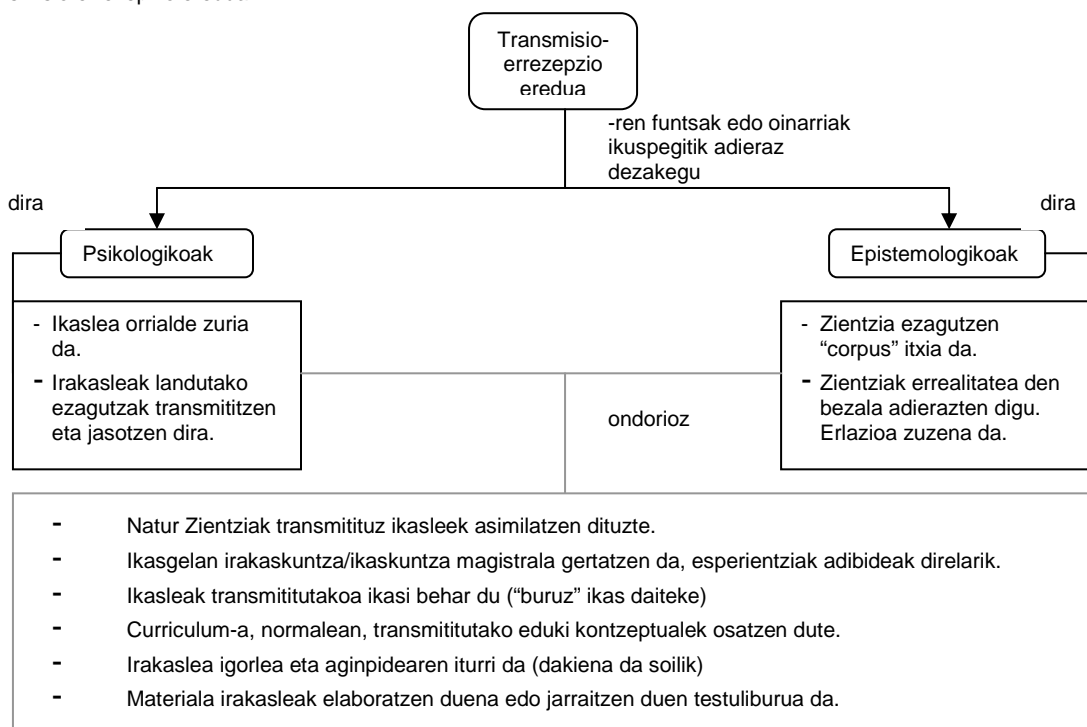 Transmisio-
errezepzio
eredua
-ren funtsak edo oinarriak
ikuspegitik adieraz
dezakegu
dira
dira
Psikologikoak
Epistemologikoak
- Ikaslea orrialde zuria
da.
- Irakasleak landutako
ezagutzak transmititzen
eta jasotzen dira.
- Zientzia ezagutzen
“corpus” itxia da.
- Zientziak errealitatea den
bezala adierazten digu.
Erlazioa zuzena da.
ondorioz
- Natur Zientziak transmitituz ikasleek asimilatzen dituzte.
- Ikasgelan irakaskuntza/ikaskuntza magistrala gertatzen da, esperientziak adibideak direlarik.
- Ikasleak transmititutakoa ikasi behar du (“buruz” ikas daiteke)
- Curriculum-a, normalean, transmititutako eduki kontzeptualek osatzen dute.
- Irakaslea igorlea eta aginpidearen iturri da (dakiena da soilik)
- Materiala irakasleak elaboratzen duena edo jarraitzen duen testuliburua da.